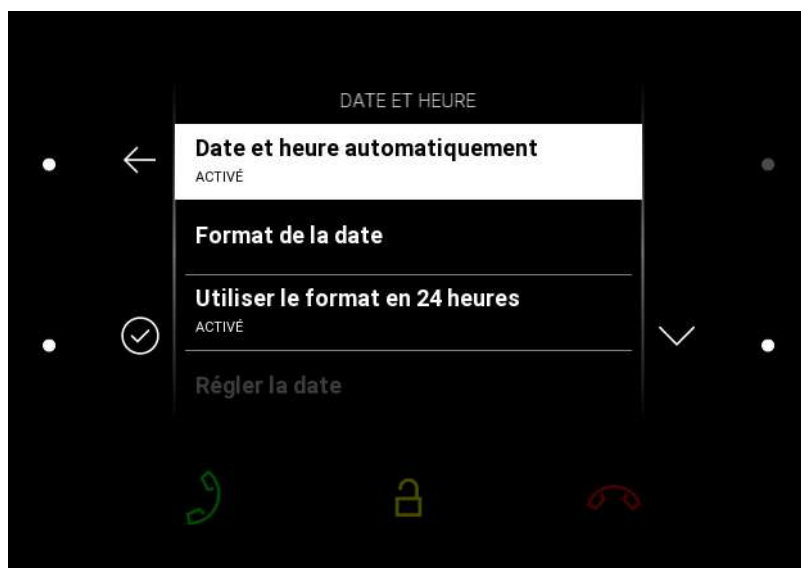 DATE ET HEURE
Date et heure automatiquement
ACTIVÉ
Format de la date
Utiliser le format en 24 heures
ACTIVÉ
Régler la date